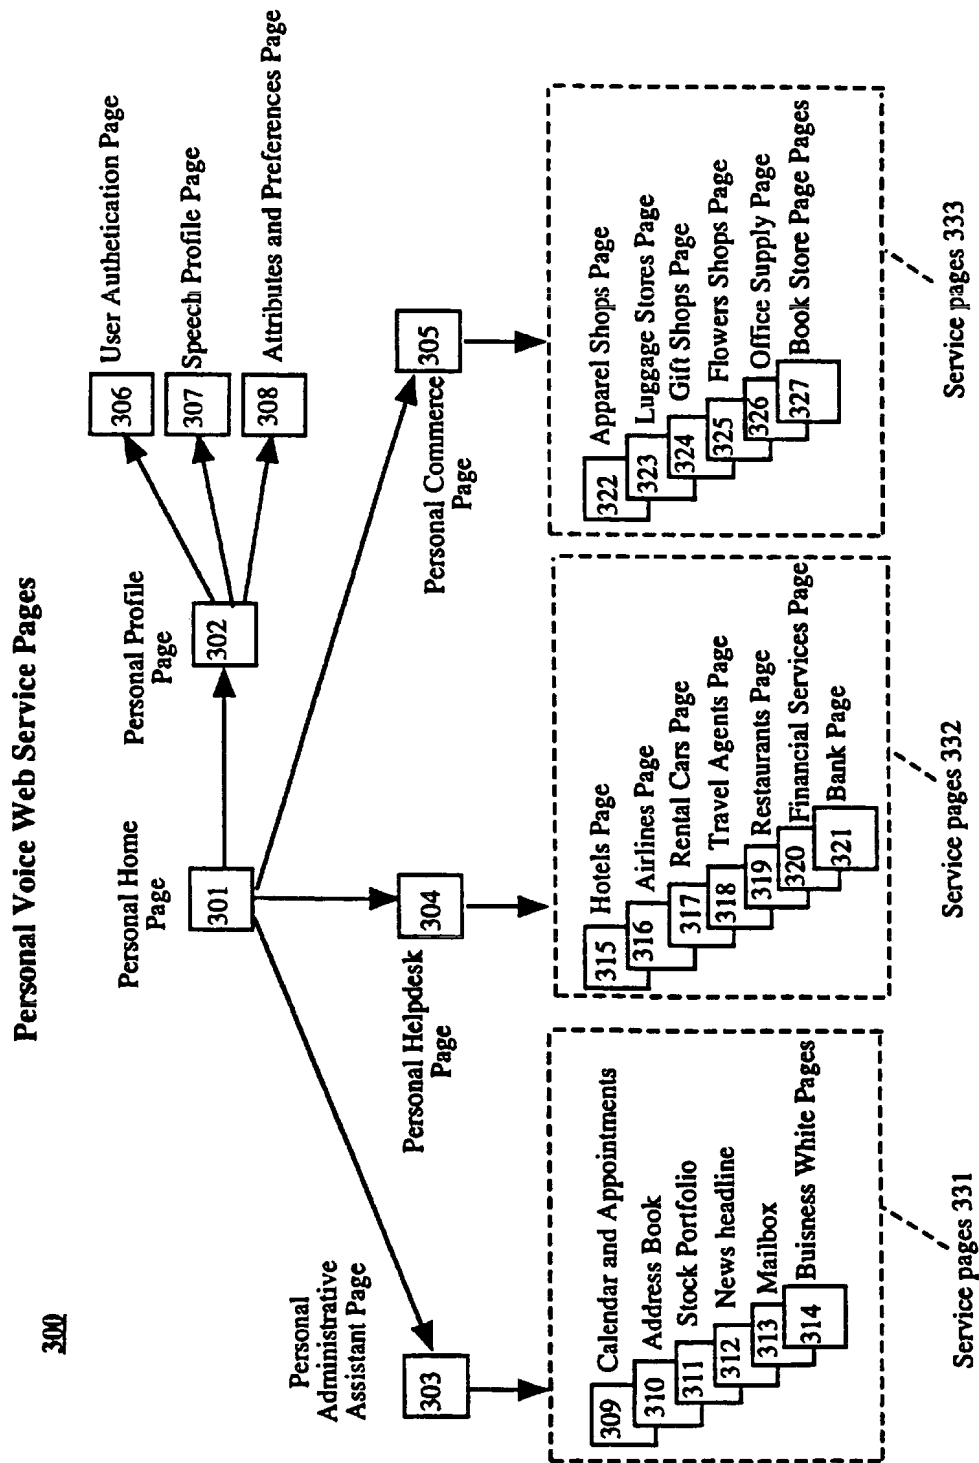 Personal Voice Web Service Pages
300
Personal Home
Page
301
Personal Profile
Page
302
306
User Authetication Page
307
Speech Profile Page
308
Attributes and Preferences Page
Personal
Administrative
Assistant Page
303
Personal Helpdesk
Page
304
Personal Commerce
Page
305
309 Calendar and Appointments
310 Address Book
311 Stock Portfolio
312 News headline
313 Mailbox
314 Buisness White Pages
Service pages 331
315 Hotels Page
316 Airlines Page
317 Rental Cars Page
318 Travel Agents Page
319 Restaurants Page
320 Financial Services Page
321 Bank Page
Service pages 332
322 Apparel Shops Page
323 Luggage Stores Page
324 Gift Shops Page
325 Flowers Shops Page
326 Office Supply Page
327 Book Store Page Pages
Service pages 333